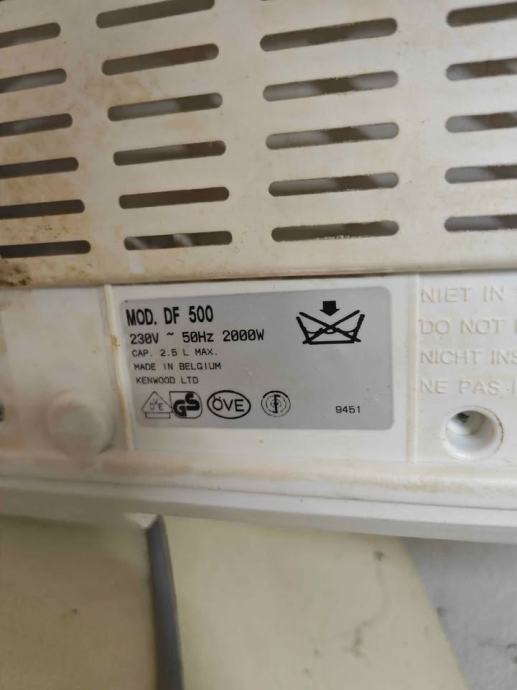 MOD. DF 500
230V ~ 50Hz 2000W
CAP. 2.5 L MAX.
MADE IN BELGIUM
KENWOOD LTD
ÖVE GS ÖVE
9451
NIET IN
DO NOT
NICHT INS
NE PAS